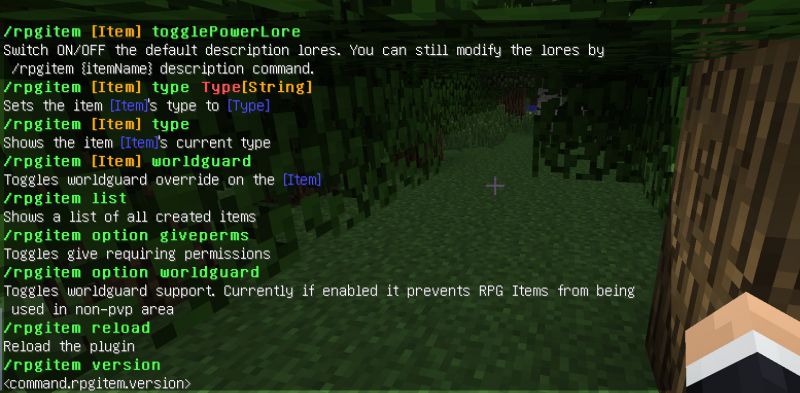 /rpgitem [Item] togglePowerLore
Switch ON/OFF the default description lores. You can still modify the lores by
/rpgitem {itemName} description command.
/rpgitem [Item] type Type[String]
Sets the item [Item]'s type to [Type]
/rpgitem [Item] type
Shows the item [Item]'s current type
/rpgitem [Item] worldguard
Toggles worldguard override on the [Item]
/rpgitem list
Shows a list of all created items
/rpgitem option giveperms
Toggles give requiring permissions
/rpgitem option worldguard
Toggles worldguard support. Currently if enabled it prevents RPG Items from being
used in non-pvp area
/rpgitem reload
Reload the plugin
/rpgitem version
<command.rpgitem.version>